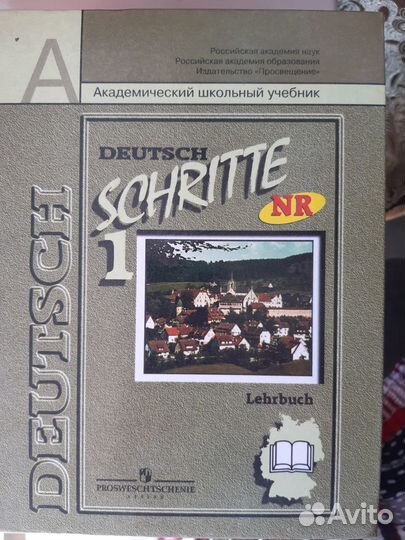 Российская академия наук
Российская академия образования
Издательство «Просвещение»
А
Академический школьный учебник
DEUTSCH
DEUTSCH
SCHRITTE
NR
1
Lehrbuch
PROSWESCHTSCHENIE
VERLAG
Avito